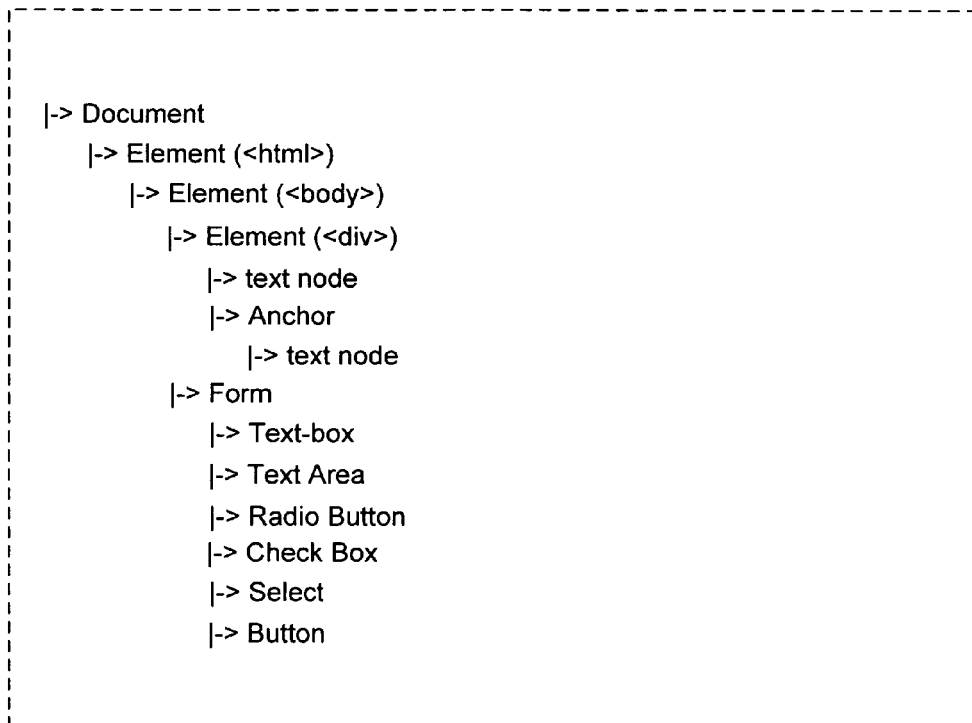 |-> Document
|-> Element (<html>)
|-> Element (<body>)
|-> Element (<div>)
|-> text node
|-> Anchor
|-> text node
|-> Form
|-> Text-box
|-> Text Area
|-> Radio Button
|-> Check Box
|-> Select
|-> Button